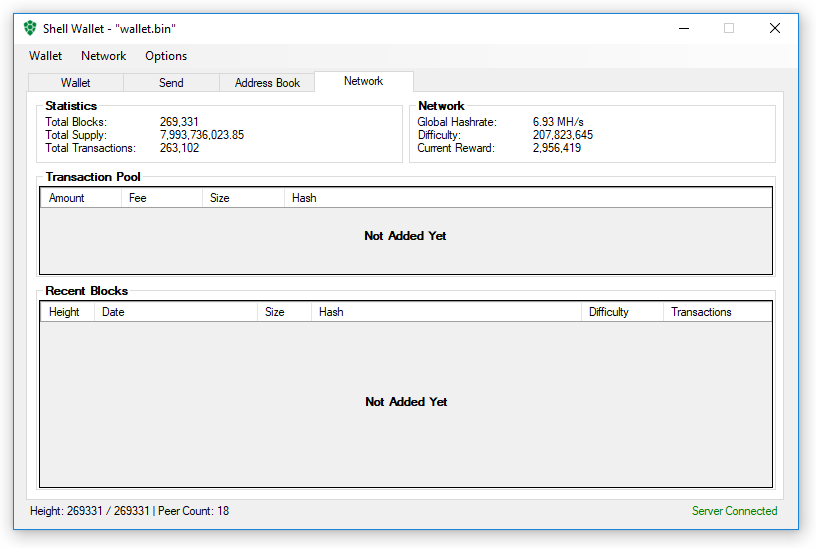 Shell Wallet - "wallet.bin"
Wallet Network Options
Wallet Send Address Book Network
Statistics
Total Blocks: 269,331
Total Supply: 7,993,736,023.85
Total Transactions: 263,102
Network
Global Hashrate: 6.93 MH/s
Difficulty: 207,823,645
Current Reward: 2,956,419
Transaction Pool
Amount Fee Size Hash
Not Added Yet
Recent Blocks
Height Date Size Hash Difficulty Transactions
Not Added Yet
Height: 269331 / 269331 | Peer Count: 18 Server Connected